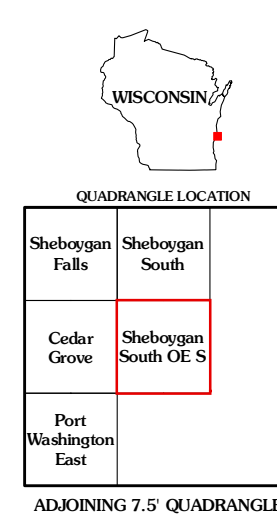 WISCONSIN
QUADRANGLE LOCATION
Sheboygan
Falls
Sheboygan
South
Cedar
Grove
Sheboygan
South OE S
Port
Washington
East
ADJOINING 7.5' QUADRANGLE